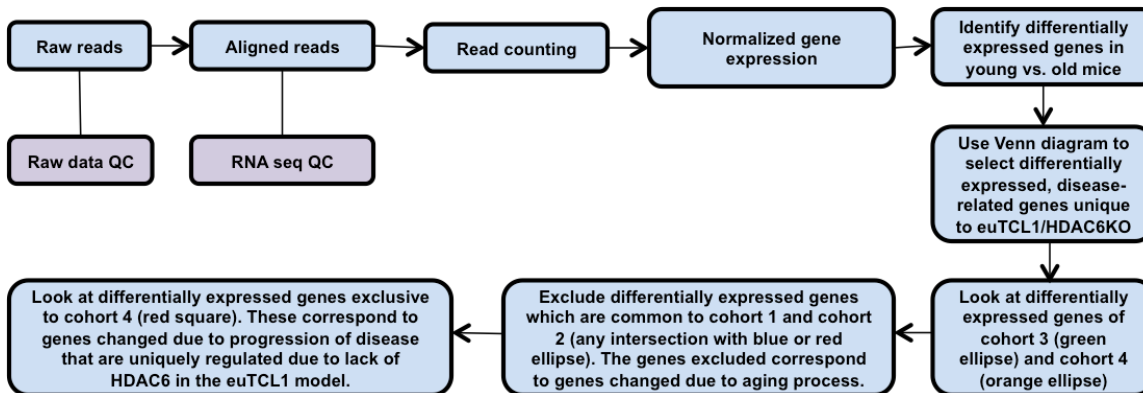 Raw reads
Aligned reads
Read counting
Normalized gene
expression
Identify differentially
expressed genes in
young vs. old mice
Raw data QC
RNA seq QC
Use Venn diagram to
select differentially
expressed, disease-
related genes unique
to euTCL1/HDAC6KO
Look at differentially
expressed genes of
cohort 3 (green
ellipse) and cohort 4
(orange ellipse)
Exclude differentially expressed genes
which are common to cohort 1 and cohort
2 (any intersection with blue or red
ellipse). The genes excluded correspond
to genes changed due to aging process.
Look at differentially expressed genes exclusive
to cohort 4 (red square). These correspond to
genes changed due to progression of disease
that are uniquely regulated due to lack of
HDAC6 in the euTCL1 model.